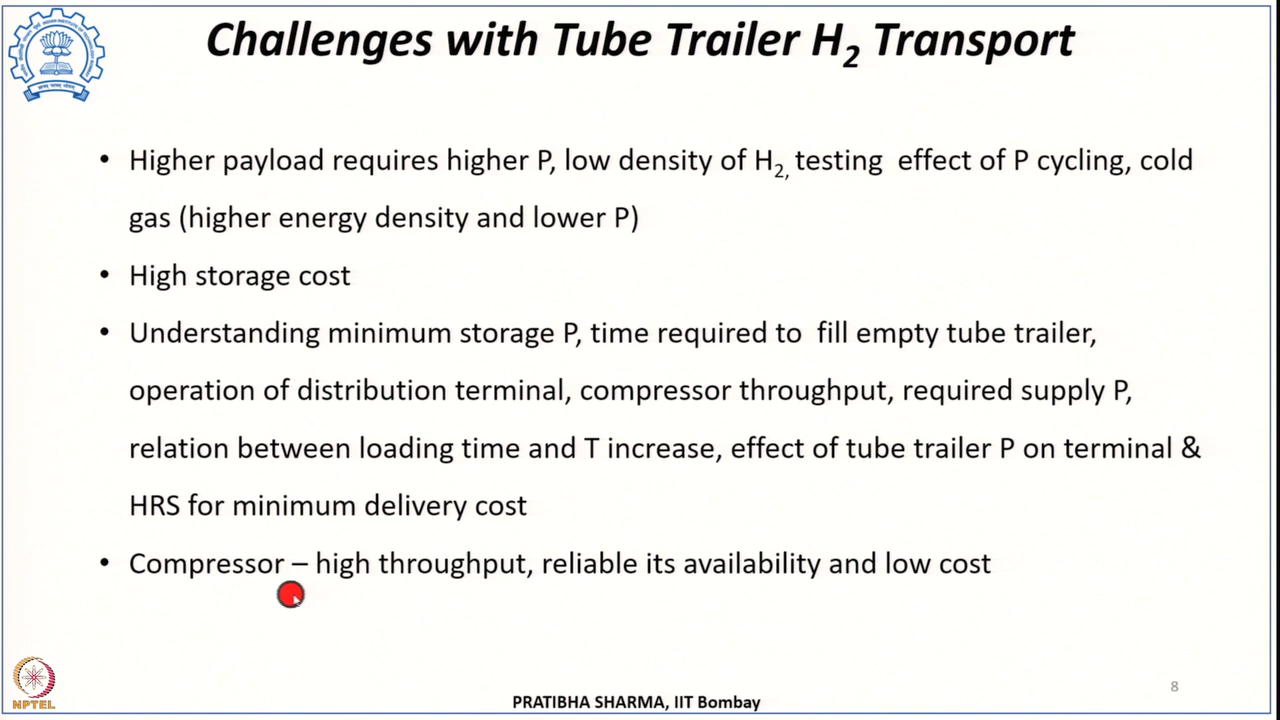 Challenges with Tube Trailer H₂ Transport
• Higher payload requires higher P, low density of H₂, testing effect of P cycling, cold
gas (higher energy density and lower P)
• High storage cost
• Understanding minimum storage P, time required to fill empty tube trailer,
operation of distribution terminal, compressor throughput, required supply P,
relation between loading time and T increase, effect of tube trailer P on terminal &
HRS for minimum delivery cost
• Compressor – high throughput, reliable its availability and low cost
8
NPTEL
PRATIBHA SHARMA, IIT Bombay